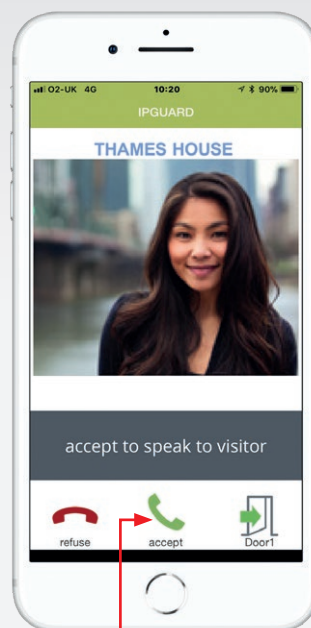 O2-UK 4G 10:20 90%
IPGUARD
THAMES HOUSE
accept to speak to visitor
refuse accept Door1